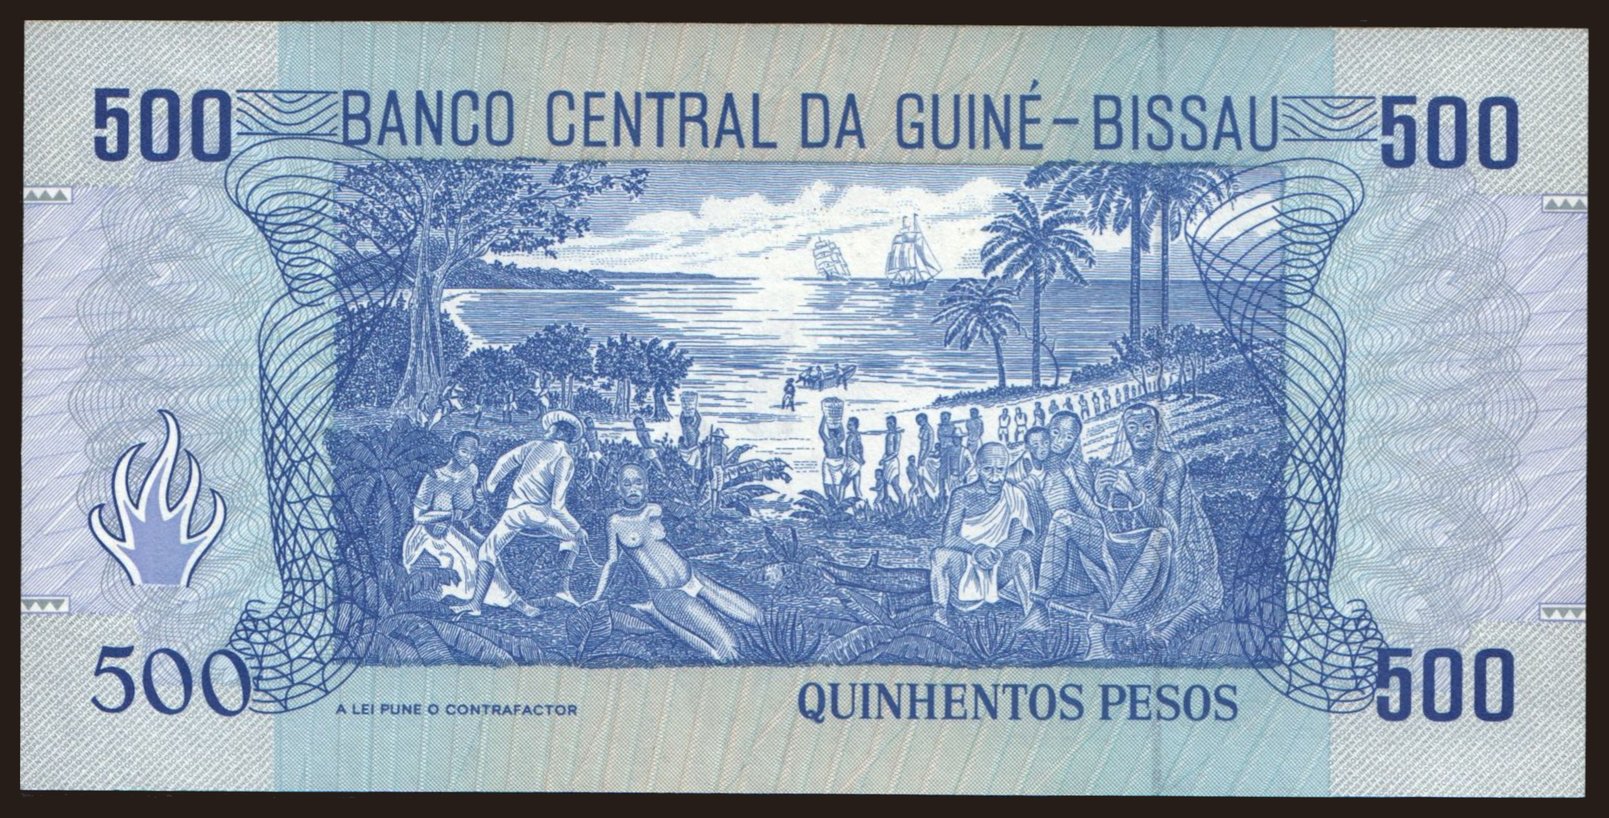 500 BANCO CENTRAL DA GUINÉ-BISSAU 500
500 QUINHENTOS PESOS 500
A LEI PUNE O CONTRAFACTOR